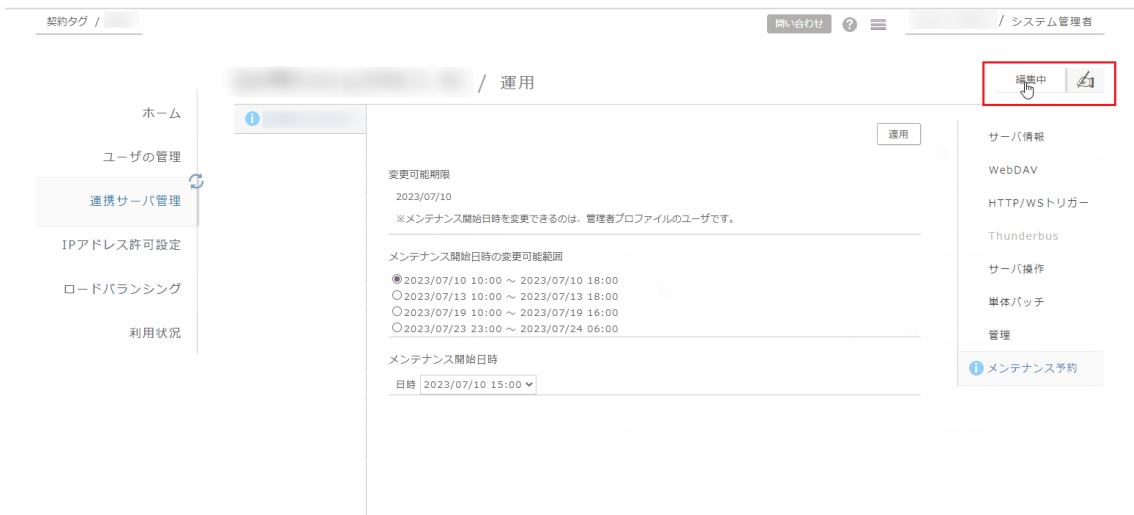 契約タグ /
問い合わせ
?
/ システム管理者
/ 運用
編集中
ホーム
ユーザの管理
連携サーバ管理
IPアドレス許可設定
ロードバランシング
利用状況
適用
変更可能期限
2023/07/10
※メンテナンス開始日時を変更できるのは、管理者プロファイルのユーザです。
メンテナンス開始日時の変更可能範囲
2023/07/10 10:00 ～ 2023/07/10 18:00
2023/07/13 10:00 ～ 2023/07/13 18:00
2023/07/19 10:00 ～ 2023/07/19 16:00
2023/07/23 23:00 ～ 2023/07/24 06:00
メンテナンス開始日時
日時 2023/07/10 15:00
サーバ情報
WebDAV
HTTP/WSトリガー
Thunderbus
サーバ操作
単体パッチ
管理
メンテナンス予約